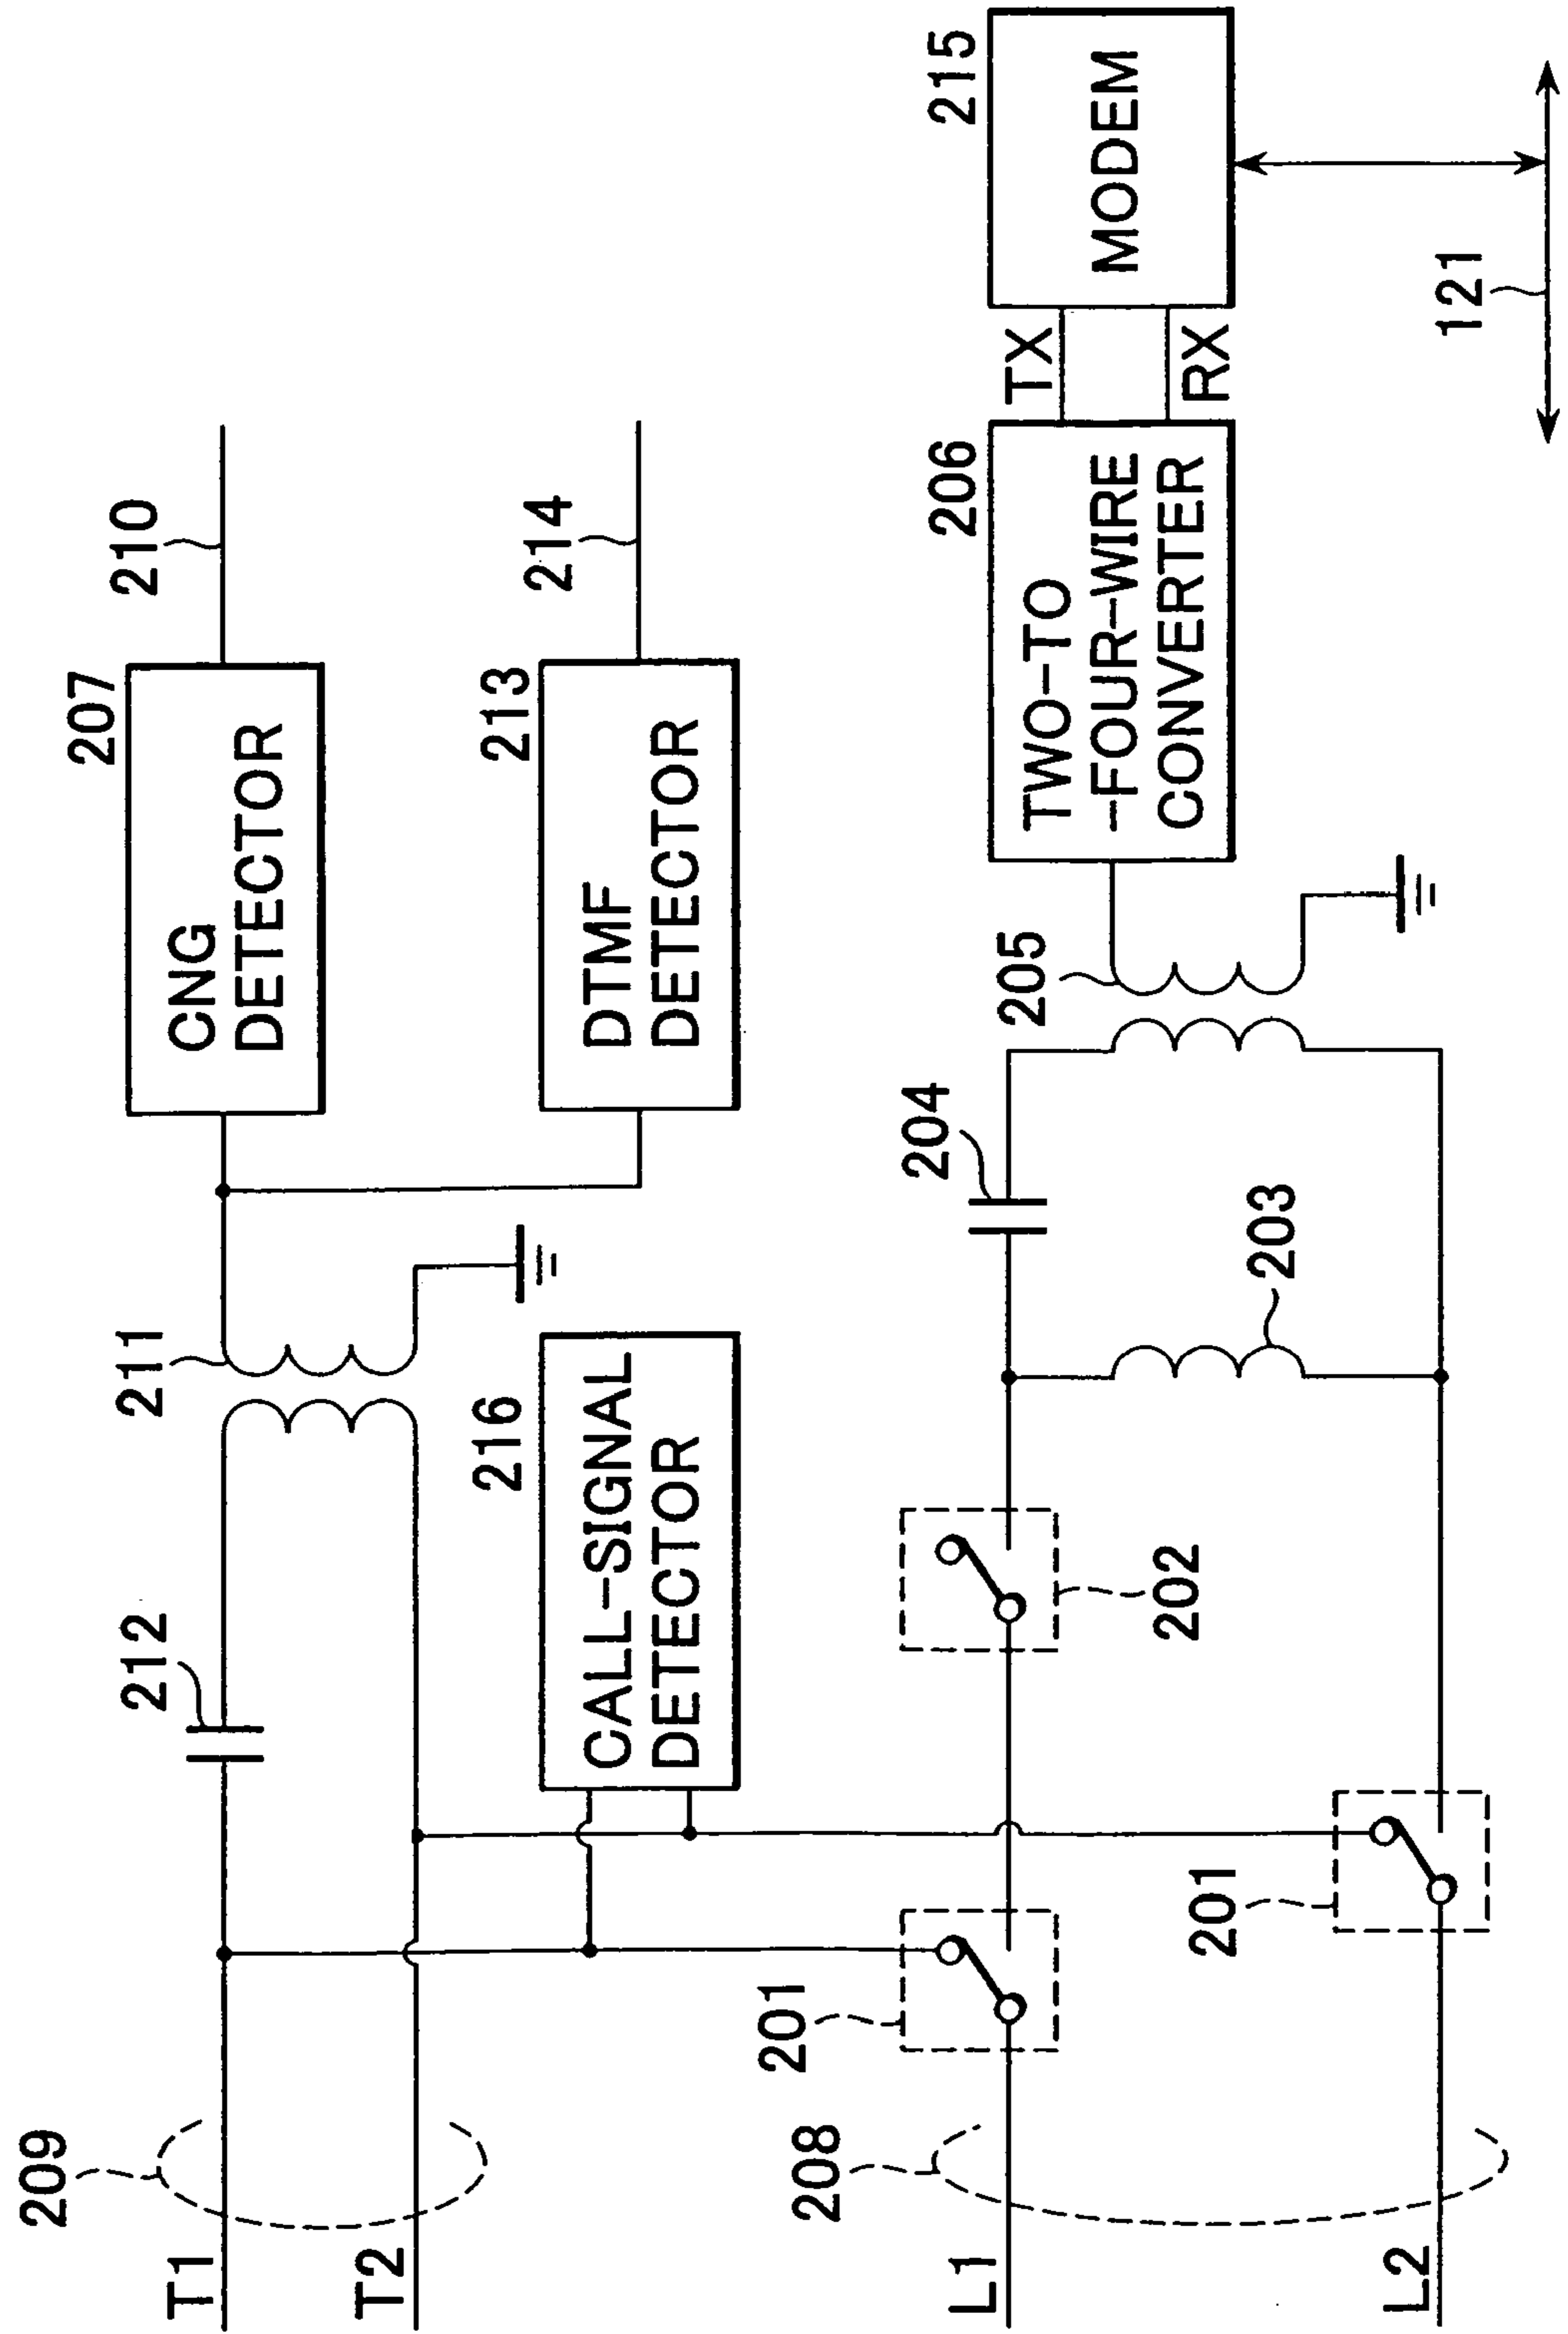 209
T1
T2
212
211
207
CNG
DETECTOR
210
213
DTMF
DETECTOR
214
216
CALL-SIGNAL
DETECTOR
208
L1
L2
201
201
202
203
204
205
206
TWO-TO
-FOUR-WIRE
CONVERTER
TX
RX
215
MODEM
121